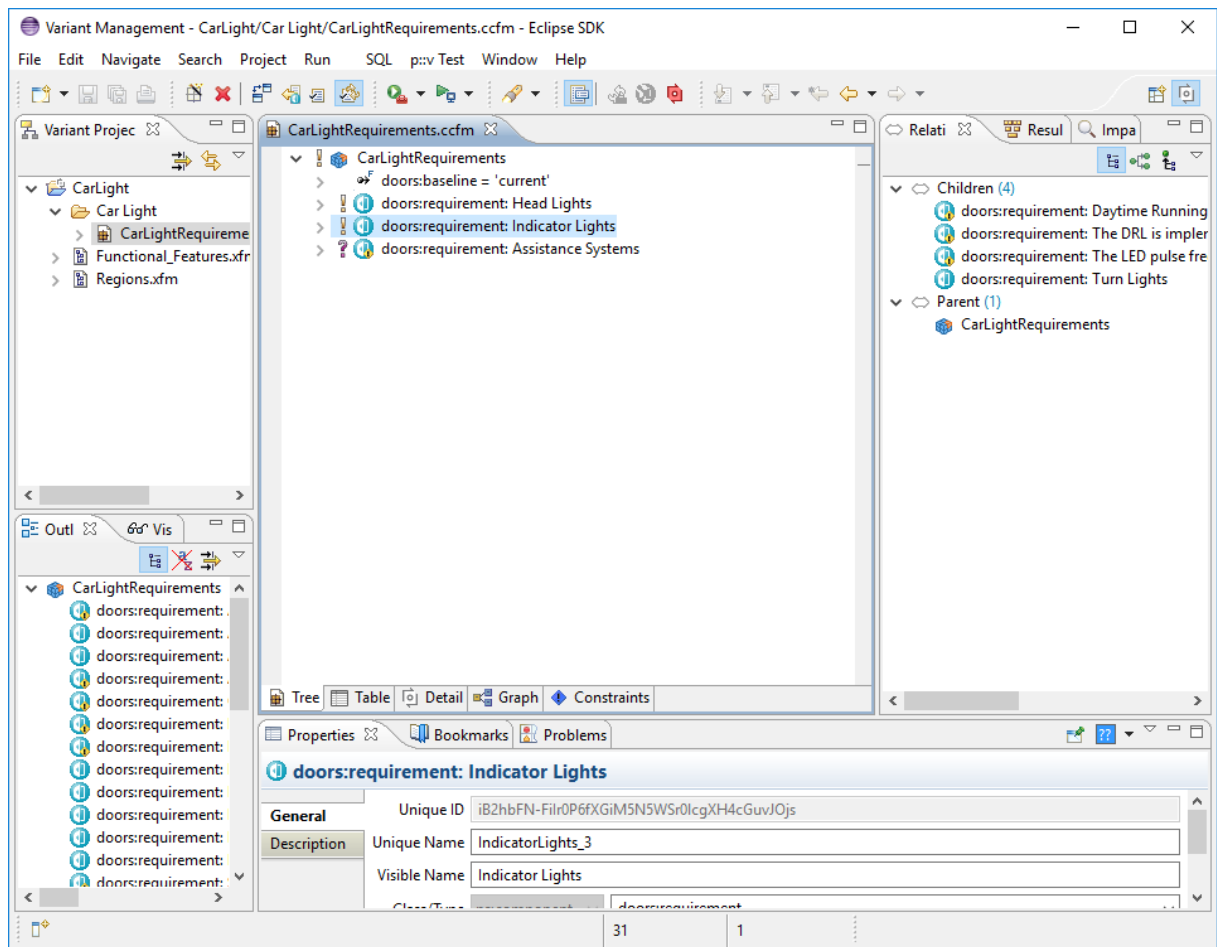 Variant Management - CarLight/Car Light/CarLightRequirements.ccfm - Eclipse SDK
File Edit Navigate Search Project Run SQL p::v Test Window Help
Variant Projec
CarLight
Car Light
CarLightRequireme
Functional_Features.xfr
Regions.xfm
Outl Vis
CarLightRequirements
doors:requirement:
doors:requirement:
doors:requirement:
doors:requirement:
doors:requirement:
doors:requirement:
doors:requirement:
doors:requirement:
doors:requirement:
doors:requirement:
doors:requirement:
doors:requirement:
doors:requirement:
CarLightRequirements.ccfm
CarLightRequirements
doors:baseline = 'current'
doors:requirement: Head Lights
doors:requirement: Indicator Lights
doors:requirement: Assistance Systems
Tree Table Detail Graph Constraints
Relati Resul Impa
Children (4)
doors:requirement: Daytime Running
doors:requirement: The DRL is impler
doors:requirement: The LED pulse fre
doors:requirement: Turn Lights
Parent (1)
CarLightRequirements
Properties Bookmarks Problems
doors:requirement: Indicator Lights
General
Description
Unique Name IndicatorLights_3
Visible Name Indicator Lights
Unique ID
31 1